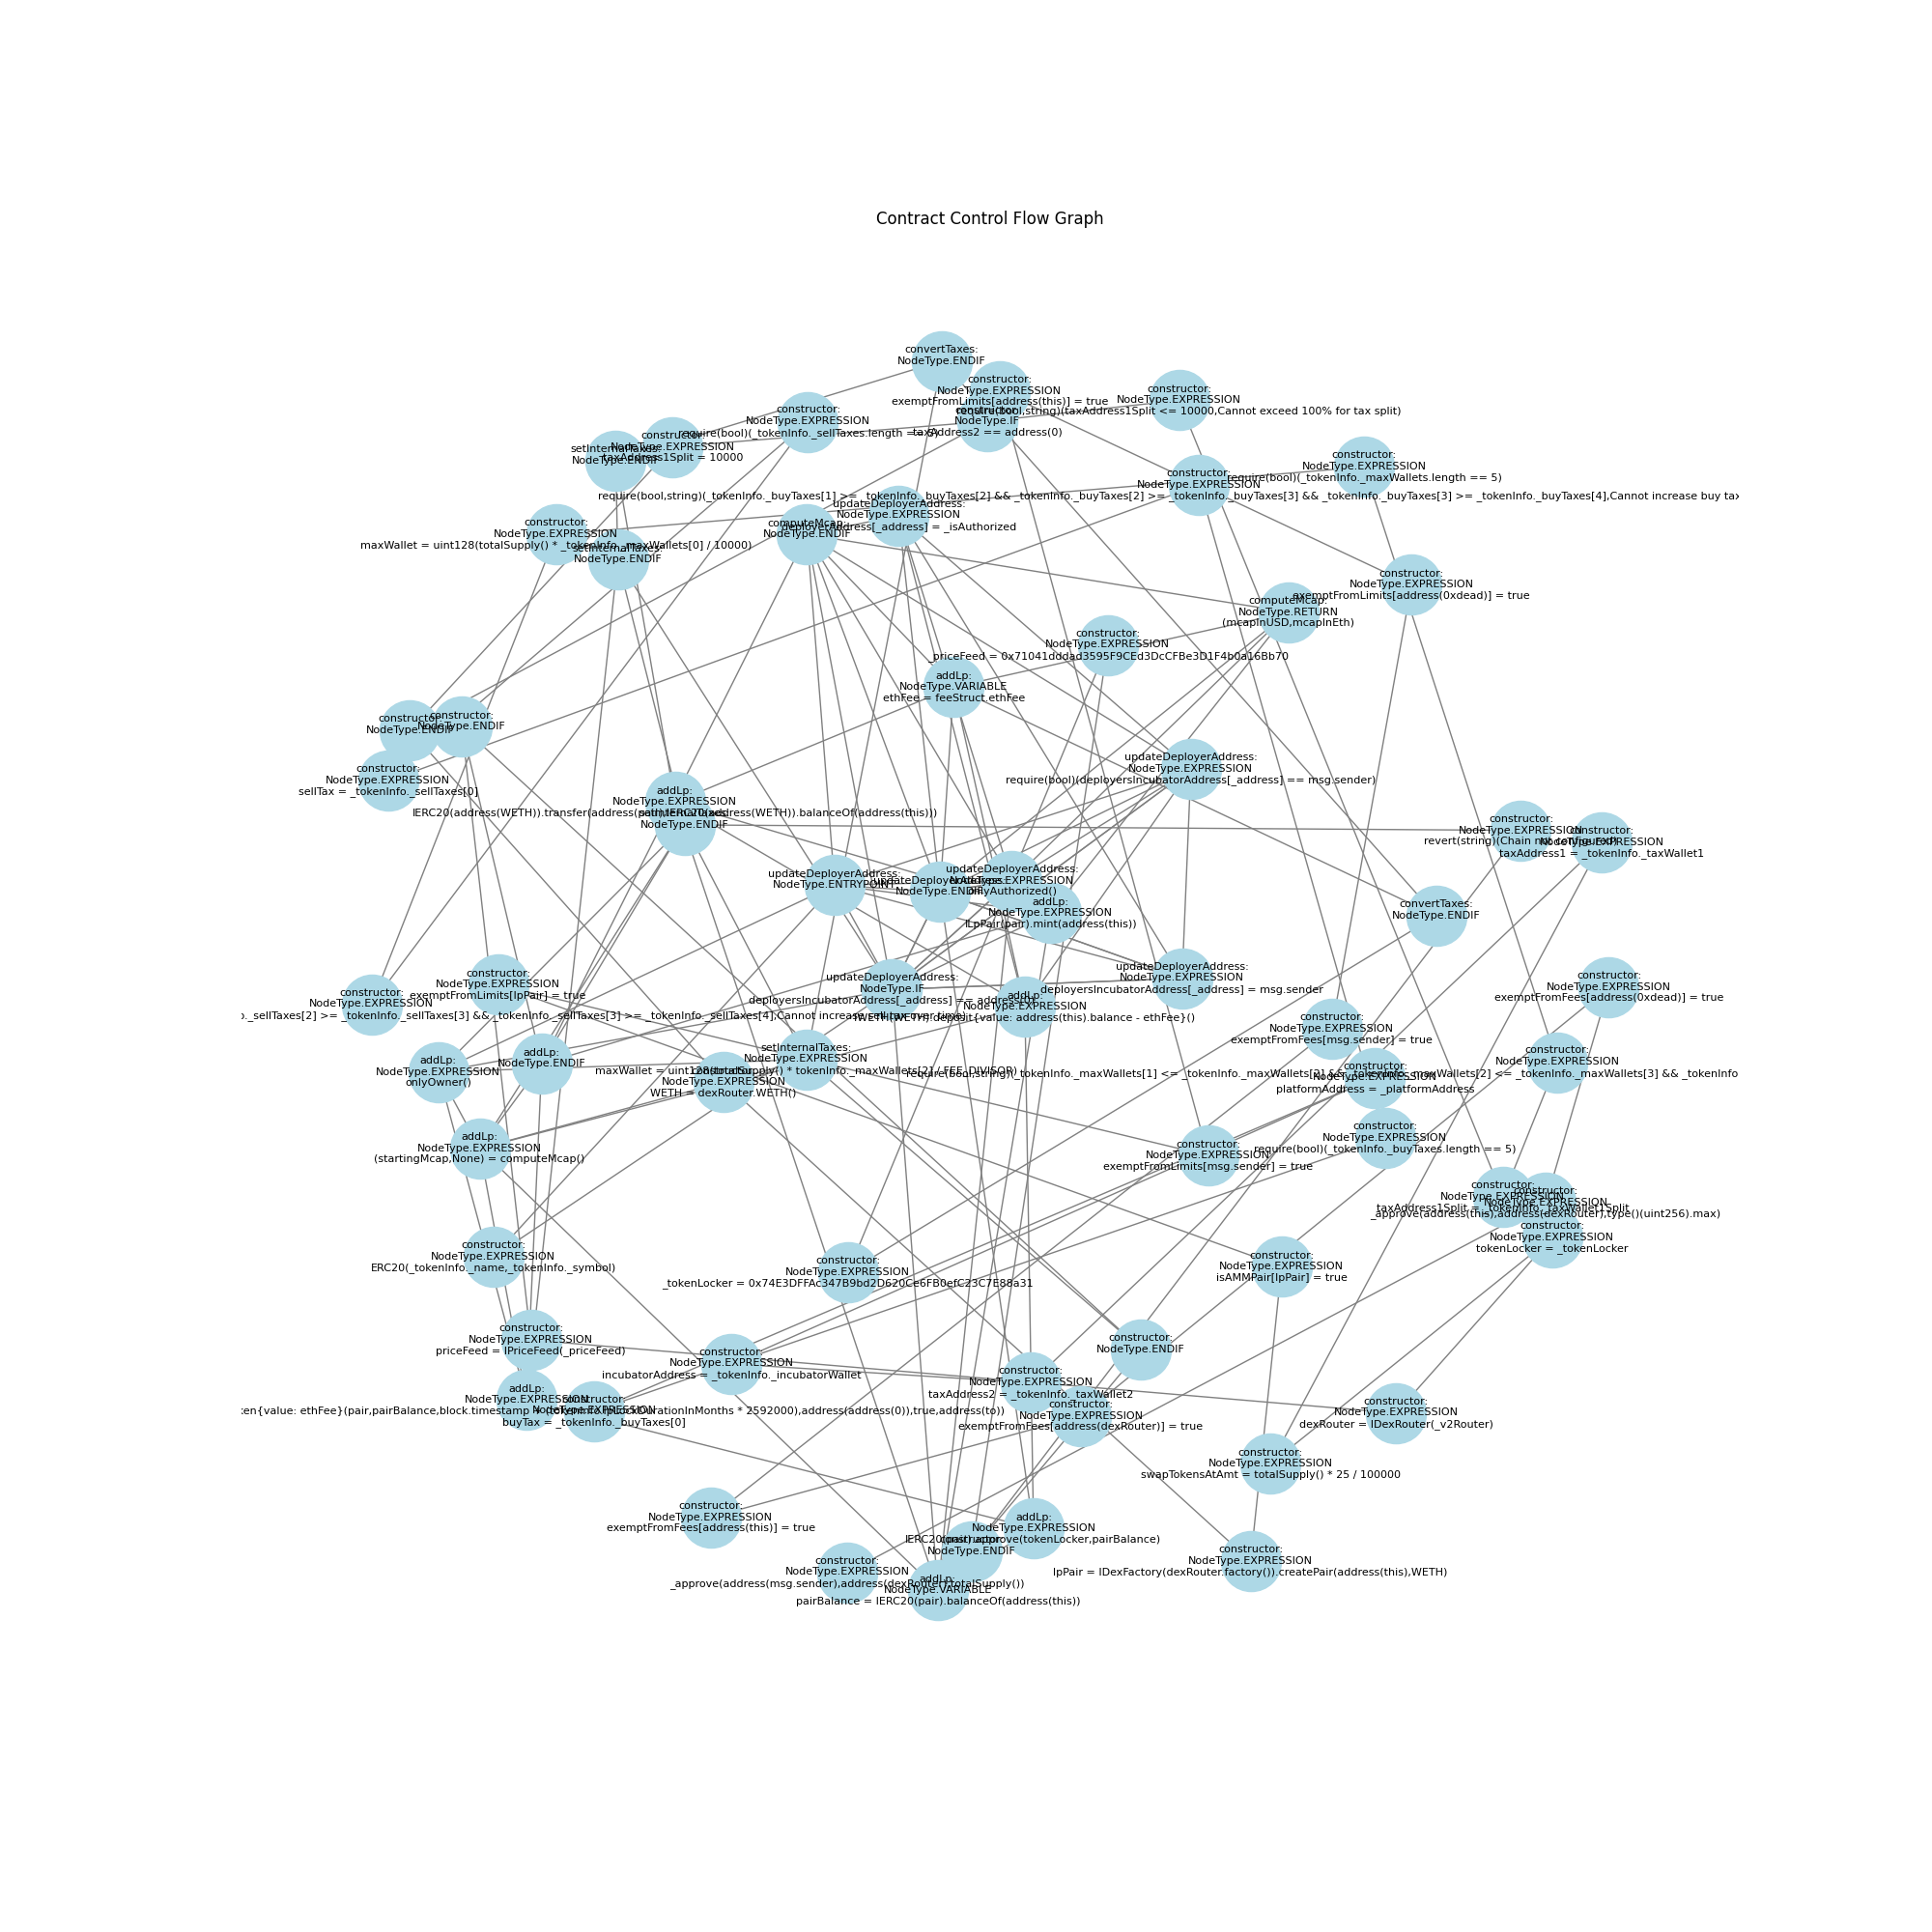 Contract Control Flow Graph
convertTaxes:
NodeType.ENDIF
constructor:
NodeType.EXPRESSION
exemptFromLimits[address(this)] = true
constructor:
NodeType.EXPRESSION
require(bool,string)(taxAddress1Split <= 10000,Cannot exceed 100% for tax split)
NodeType.IF
taxAddress2 == address(0)
constructor:
NodeType.EXPRESSION
require(bool)(_tokenInfo._sellTaxes.length == 5)
constructor:
NodeType.EXPRESSION
taxAddress1Split = 10000
setInternalTaxes:
NodeType.ENDIF
constructor:
NodeType.EXPRESSION
require(bool)(_tokenInfo._maxWallets.length == 5)
constructor:
NodeType.EXPRESSION
require(bool,string)(_tokenInfo._buyTaxes[1] >= _tokenInfo._buyTaxes[2] && _tokenInfo._buyTaxes[2] >= _tokenInfo._buyTaxes[3] && _tokenInfo._buyTaxes[3] >= _tokenInfo._buyTaxes[4],Cannot increase buy tax
updateDeployerAddress:
NodeType.EXPRESSION
deployerAddress[_address] = _isAuthorized
computeMcap:
NodeType.ENDIF
constructor:
NodeType.EXPRESSION
maxWallet = uint128(totalSupply() * _tokenInfo._maxWallets[0] / 10000)
setInternalTaxes:
NodeType.ENDIF
constructor:
NodeType.EXPRESSION
exemptFromLimits[address(0xdead)] = true
computeMcap:
NodeType.RETURN
(mcapInUSD,mcapInEth)
constructor:
NodeType.EXPRESSION
_priceFeed = 0x71041dddad3595F9CEd3DcCFBe3D1F4b0a16Bb70
addLp:
NodeType.VARIABLE
ethFee = feeStruct.ethFee
constructor:
NodeType.ENDIF
constructor:
NodeType.ENDIF
constructor:
NodeType.EXPRESSION
sellTax = _tokenInfo._sellTaxes[0]
updateDeployerAddress:
NodeType.EXPRESSION
require(bool)(deployersIncubatorAddress[_address] == msg.sender)
addLp:
NodeType.EXPRESSION
IERC20(address(WETH)).transfer(address(pair),IERC20(address(WETH)).balanceOf(address(this)))
NodeType.ENDIF
constructor:
NodeType.EXPRESSION
revert(string)(Chain not configured)
constructor:
NodeType.EXPRESSION
taxAddress1 = _tokenInfo._taxWallet1
updateDeployerAddress:
NodeType.ENTRYPOINT
updateDeployerAddress:
NodeType.ENDIF
updateDeployerAddress:
NodeType.EXPRESSION
onlyAuthorized()
addLp:
NodeType.EXPRESSION
ILpPair(pair).mint(address(this))
convertTaxes:
NodeType.ENDIF
updateDeployerAddress:
NodeType.EXPRESSION
deployersIncubatorAddress[_address] = msg.sender
updateDeployerAddress:
NodeType.IF
deployersIncubatorAddress[_address] == address(0)
addLp:
NodeType.EXPRESSION
IWETH(WETH).deposit{value: address(this).balance - ethFee}()
constructor:
NodeType.EXPRESSION
exemptFromLimits[lpPair] = true
constructor:
NodeType.EXPRESSION
o._sellTaxes[2] >= _tokenInfo._sellTaxes[3] && _tokenInfo._sellTaxes[3] >= _tokenInfo._sellTaxes[4],Cannot increase sell tax over time)
constructor:
NodeType.EXPRESSION
exemptFromFees[address(0xdead)] = true
constructor:
NodeType.EXPRESSION
exemptFromFees[msg.sender] = true
setInternalTaxes:
NodeType.EXPRESSION
maxWallet = uint128(totalSupply() * tokenInfo._maxWallets[2] / FEE_DIVISOR)
constructor:
NodeType.EXPRESSION
WETH = dexRouter.WETH()
addLp:
NodeType.EXPRESSION
onlyOwner()
addLp:
NodeType.ENDIF
constructor:
NodeType.EXPRESSION
require(bool,string)(_tokenInfo._maxWallets[1] <= _tokenInfo._maxWallets[2] && _tokenInfo._maxWallets[2] <= _tokenInfo._maxWallets[3] && _tokenInfo
constructor:
NodeType.EXPRESSION
platformAddress = _platformAddress
constructor:
NodeType.EXPRESSION
require(bool)(_tokenInfo._buyTaxes.length == 5)
addLp:
NodeType.EXPRESSION
(startingMcap,None) = computeMcap()
constructor:
NodeType.EXPRESSION
exemptFromLimits[msg.sender] = true
constructor:
NodeType.EXPRESSION
taxAddress1Split = _tokenInfo._taxWallet1Split
constructor:
NodeType.EXPRESSION
_approve(address(this),address(dexRouter),type()(uint256).max)
constructor:
NodeType.EXPRESSION
tokenLocker = _tokenLocker
constructor:
NodeType.EXPRESSION
ERC20(_tokenInfo._name,_tokenInfo._symbol)
constructor:
NodeType.EXPRESSION
_tokenLocker = 0x74E3DFFAc347B9bd2D620Ce6FB0efC23C7E88a31
constructor:
NodeType.EXPRESSION
isAMMPair[lpPair] = true
constructor:
NodeType.EXPRESSION
priceFeed = IPriceFeed(_priceFeed)
constructor:
NodeType.EXPRESSION
incubatorAddress = _tokenInfo._incubatorWallet
constructor:
NodeType.ENDIF
constructor:
NodeType.EXPRESSION
taxAddress2 = _tokenInfo._taxWallet2
addLp:
NodeType.EXPRESSION
constructor:
NodeType.EXPRESSION
buyTax = _tokenInfo._buyTaxes[0]
constructor:
NodeType.EXPRESSION
exemptFromFees[address(dexRouter)] = true
constructor:
NodeType.EXPRESSION
dexRouter = IDexRouter(_v2Router)
constructor:
NodeType.EXPRESSION
swapTokensAtAmt = totalSupply() * 25 / 100000
constructor:
NodeType.EXPRESSION
exemptFromFees[address(this)] = true
addLp:
NodeType.EXPRESSION
IERC20(pair).approve(tokenLocker,pairBalance)
constructor:
NodeType.ENDIF
constructor:
NodeType.EXPRESSION
lpPair = IDexFactory(dexRouter.factory()).createPair(address(this),WETH)
constructor:
NodeType.EXPRESSION
_approve(address(msg.sender),address(dexRouter),totalSupply())
addLp:
NodeType.VARIABLE
pairBalance = IERC20(pair).balanceOf(address(this))